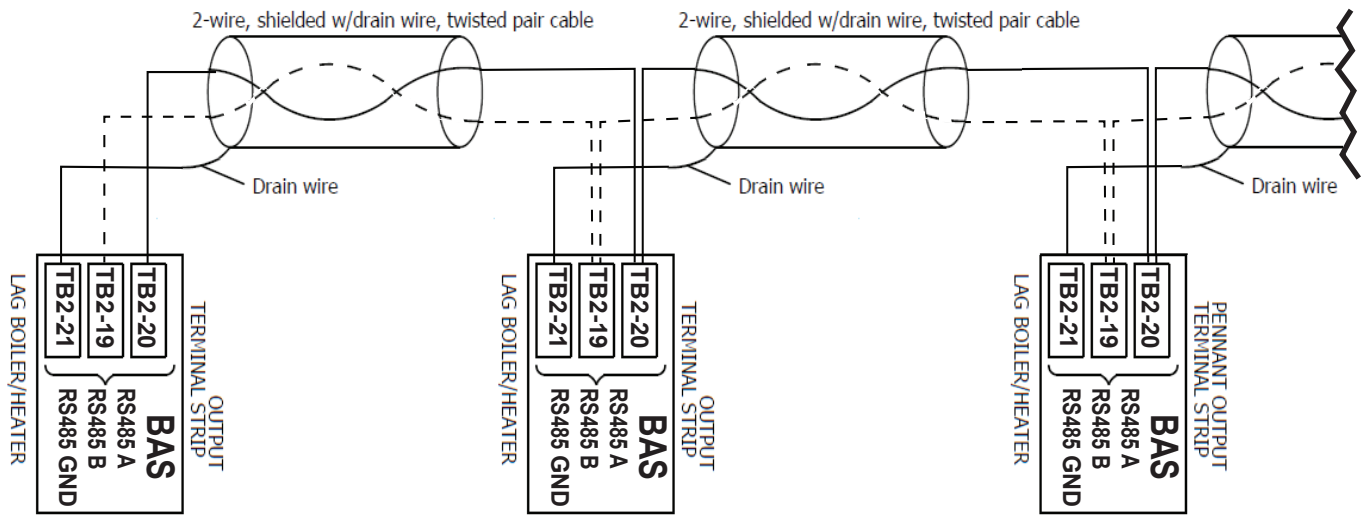 2-wire, shielded w/drain wire, twisted pair cable
2-wire, shielded w/drain wire, twisted pair cable
Drain wire
Drain wire
Drain wire
LAG BOILER/HEATER
TB2-21
TB2-19
TB2-20
RS485 GND
RS485 B
RS485 A
BAS
OUTPUT
TERMINAL STRIP
LAG BOILER/HEATER
TB2-21
TB2-19
TB2-20
RS485 GND
RS485 B
RS485 A
BAS
OUTPUT
TERMINAL STRIP
LAG BOILER/HEATER
TB2-21
TB2-19
TB2-20
RS485 GND
RS485 B
RS485 A
BAS
PENNANT OUTPUT
TERMINAL STRIP